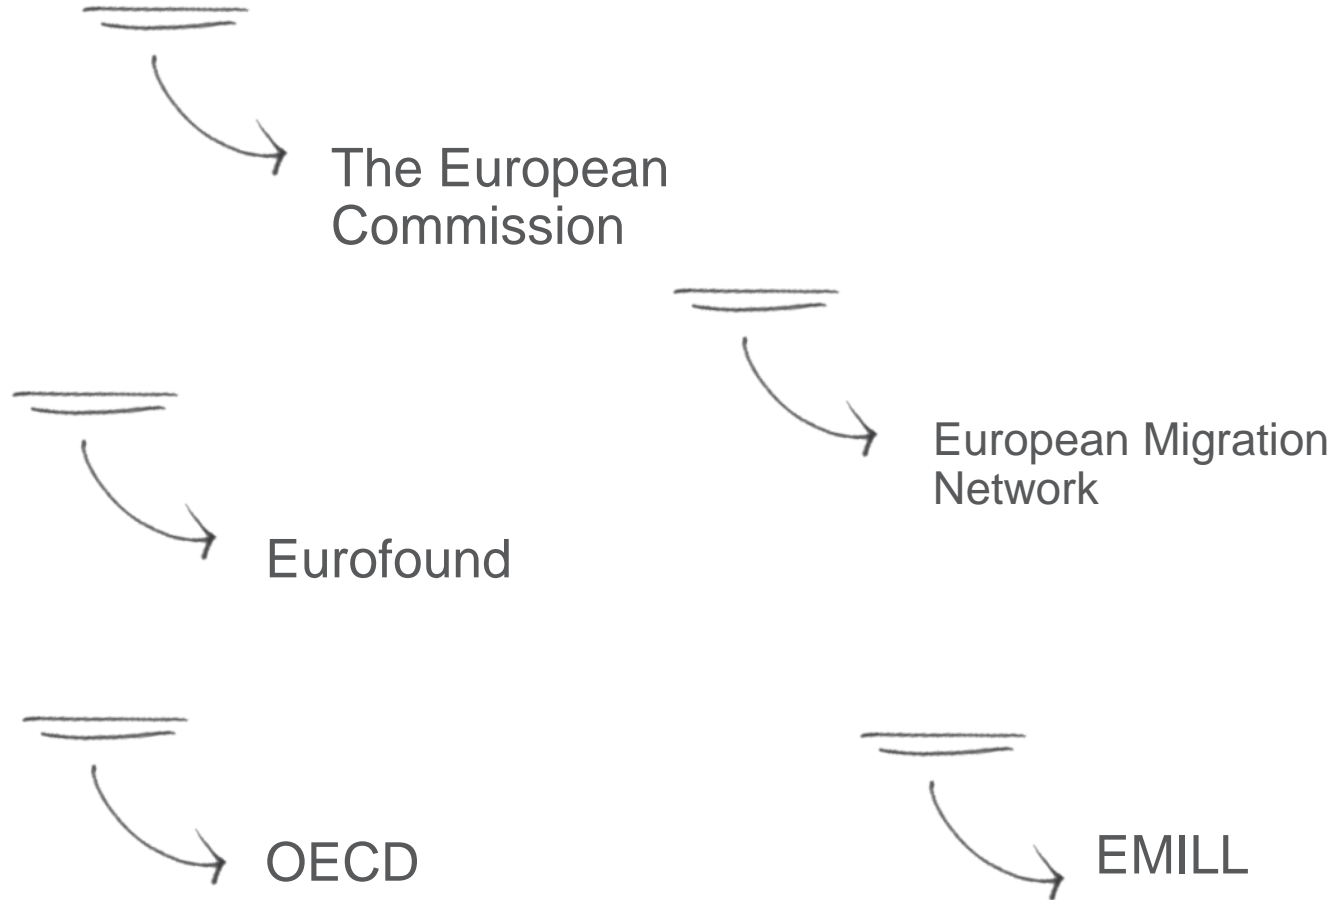 The European
Commission
European Migration
Network
Eurofound
OECD
EMILL